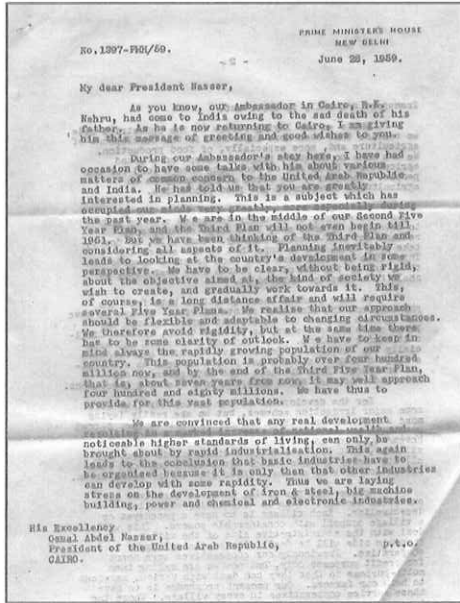 PRIME MINISTER'S HOUSE
NEW DELHI
No.1397-PMH/59.
June 28, 1959.
My dear President Nasser,
As you know, our Ambassador in Cairo, R.K.
Nehru, had come to India owing to the sad death of his
father. As he is now returning to Cairo, I am giving
him this message of greeting and good wishes to you.
During our Ambassador's stay here, I have had
occasion to have some talks with him about various
matters of common concern to the United Arab Republic
and India. He has told us that you are greatly
interested in planning. This is a subject which has
occupied our minds very greatly, more especially during
the past year. We are in the middle of our Second Five
Year Plan, and the Third Plan will not even begin till
1961. But we have been thinking of the Third Plan and
considering all aspects of it. Planning inevitably
leads to looking at the country's development in some
perspective. We have to be clear, without being rigid,
about the objective aimed at, the kind of society we
wish to create and gradually work towards it. This,
of course, is a long distance affair and will require
several Five Year Plans. We realise that our approach
should be flexible and adaptable to changing circumstances.
We therefore avoid rigidity, but at the same time there
has to be some clarity of outlook. We have to keep in
mind always the rapidly growing population of our
country. This population is probably over four hundred
million now, and by the end of the Third Five Year Plan,
that is, about seven years from now, it may well approach
four hundred and eighty millions. We have thus to
provide for this vast population.
We are convinced that any real development
noticeable higher standards of living, can only be
brought about by rapid industrialisation. This again
leads to the conclusion that basic industries have to
be organised because it is only then that other industries
can develop with some rapidity. Thus we are laying
stress on the development of iron & steel, big machine
building, power and chemical and electronic industries.
His Excellency
Gamal Abdel Nasser,
President of the United Arab Republic,
CAIRO.
p.t.o.